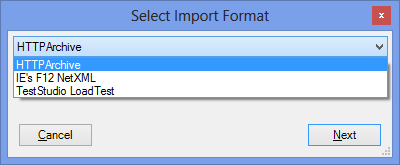 Select Import Format
x
HTTPArchive
HTTPArchive
IE's F12 NetXML
TestStudio LoadTest
Cancel
Next